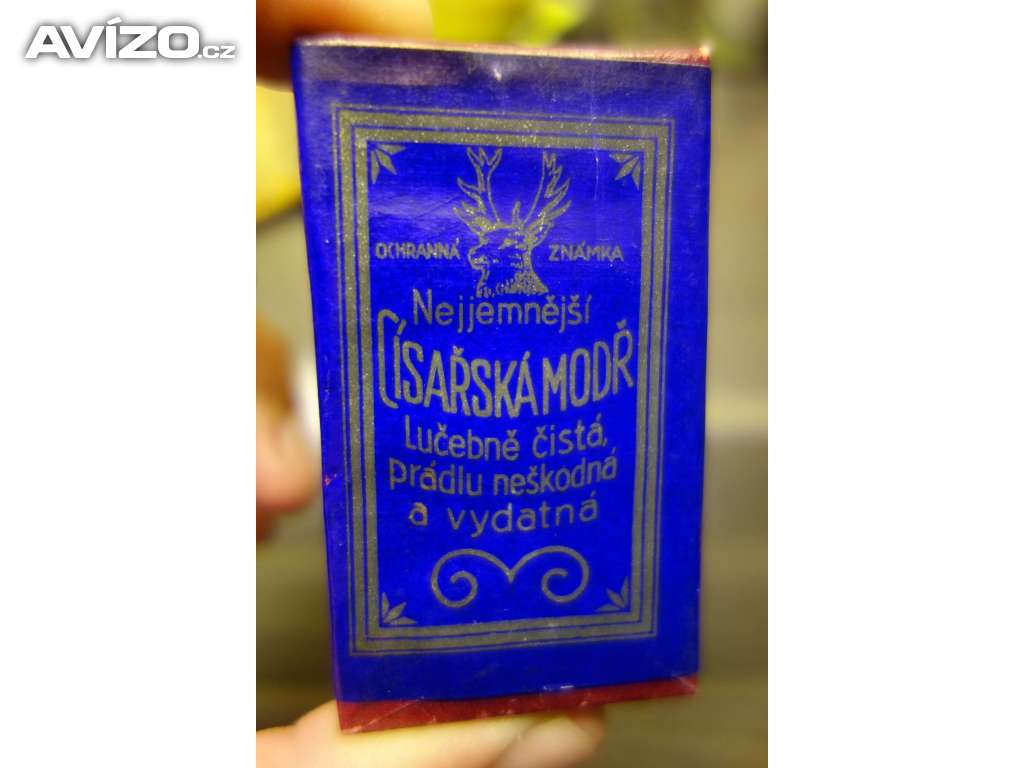 AVÍZO.cz
OCHRANNÁ ZNÁMKA
Nejjemnější
CÍSAŘSKÁ MODŘ
Lučebně čistá,
prádlu neškodná
a vydatná